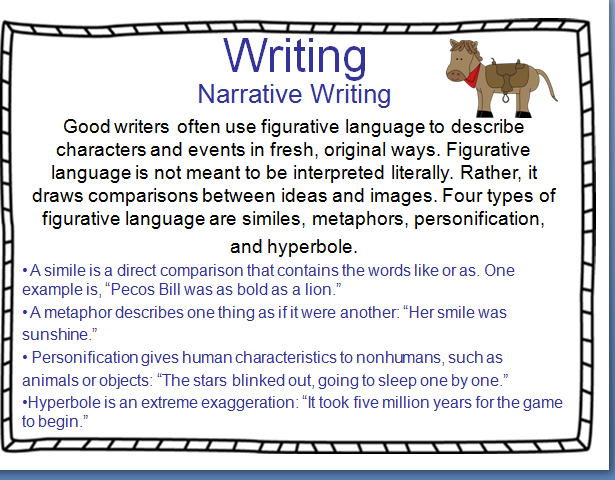 Writing
Narrative Writing
Good writers often use figurative language to describe
characters and events in fresh, original ways. Figurative
language is not meant to be interpreted literally. Rather, it
draws comparisons between ideas and images. Four types of
figurative language are similes, metaphors, personification,
and hyperbole.
• A simile is a direct comparison that contains the words like or as. One
example is, “Pecos Bill was as bold as a lion.”
• A metaphor describes one thing as if it were another: “Her smile was
sunshine.”
• Personification gives human characteristics to nonhumans, such as
animals or objects: “The stars blinked out, going to sleep one by one.”
•Hyperbole is an extreme exaggeration: “It took five million years for the game
to begin.”